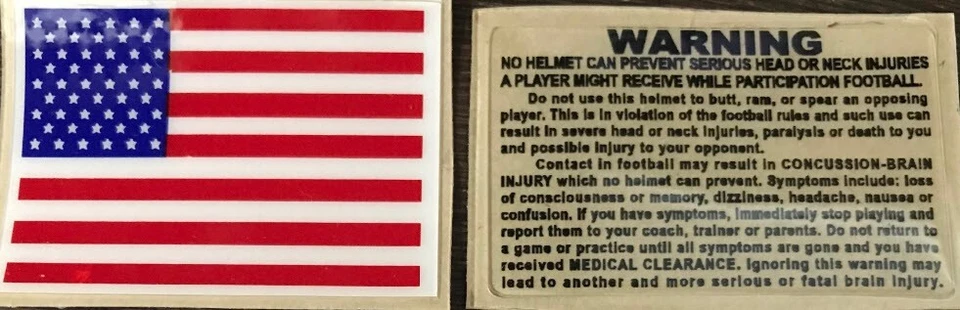 WARNING
NO HELMET CAN PREVENT SERIOUS HEAD OR NECK INJURIES
A PLAYER MIGHT RECEIVE WHILE PARTICIPATION FOOTBALL.
Do not use this helmet to butt, ram, or spear an opposing
player. This is in violation of the football rules and such use can
result in severe head or neck injuries, paralysis or death to you
and possible injury to your opponent.
Contact in football may result in CONCUSSION-BRAIN
INJURY which no helmet can prevent. Symptoms include: loss
of consciousness or memory, dizziness, headache, nausea or
confusion. If you have symptoms, immediately stop playing and
report them to your coach, trainer or parents. Do not return to
a game or practice until all symptoms are gone and you have
received MEDICAL CLEARANCE. Ignoring this warning may
lead to another and more serious or fatal brain injury.